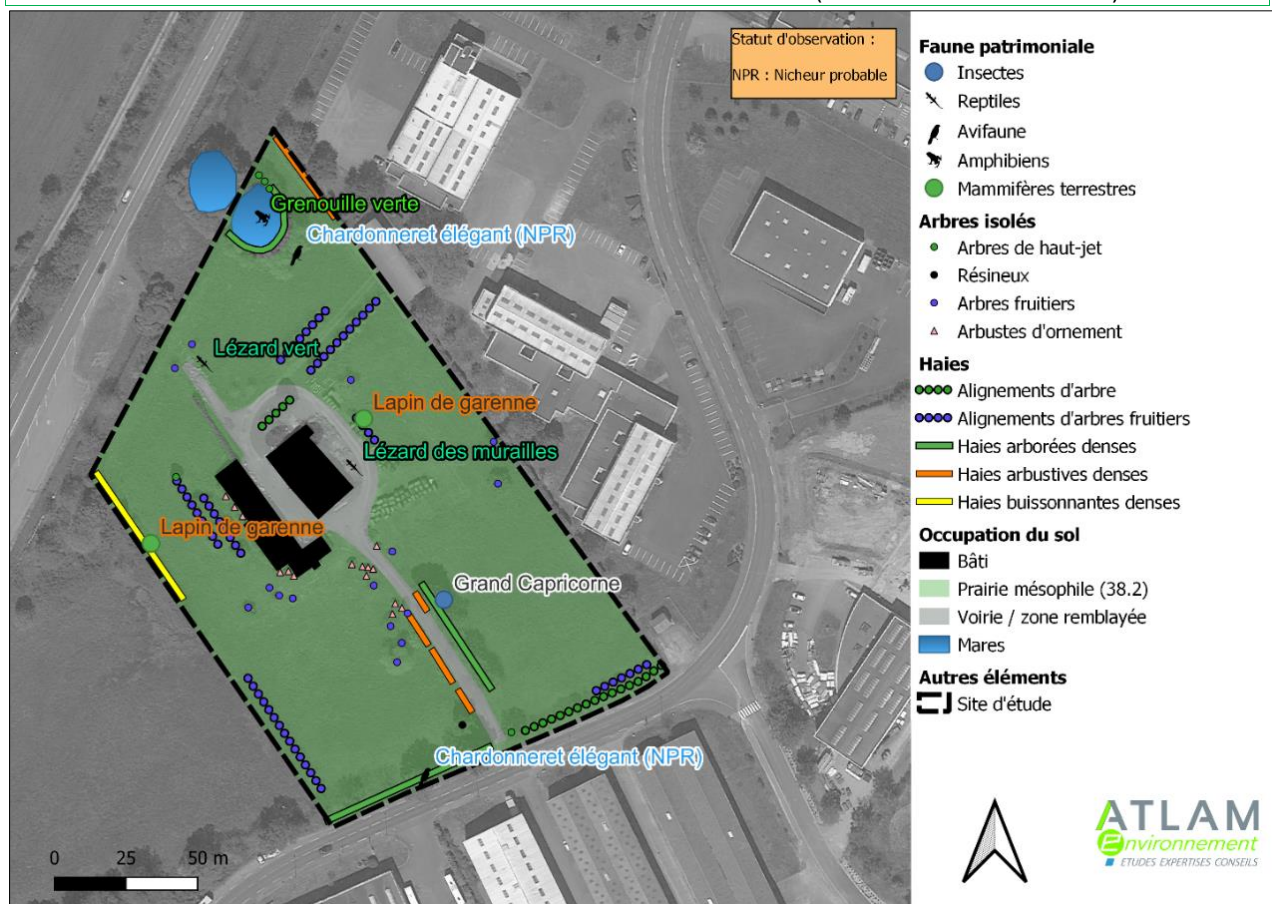 Statut d'observation :
NPR : Nicheur probable
Grenouille verte
Chardonneret élégant (NPR)
Lézard vert
Lapin de garenne
Lézard des murailles
Lapin de garenne
Grand Capricorne
Chardonneret élégant (NPR)
0 25 50 m
Faune patrimoniale
Insectes
Reptiles
Avifaune
Amphibiens
Mammifères terrestres
Arbres isolés
Arbres de haut-jet
Résineux
Arbres fruitiers
Arbustes d'ornement
Haies
Alignements d'arbre
Alignements d'arbres fruitiers
Haies arborées denses
Haies arbustives denses
Haies buissonnantes denses
Occupation du sol
Bâti
Prairie mésophile (38.2)
Voirie / zone remblayée
Mares
Autres éléments
Site d'étude
ATLAM
Environnement
ETUDES EXPERTISES CONSEILS